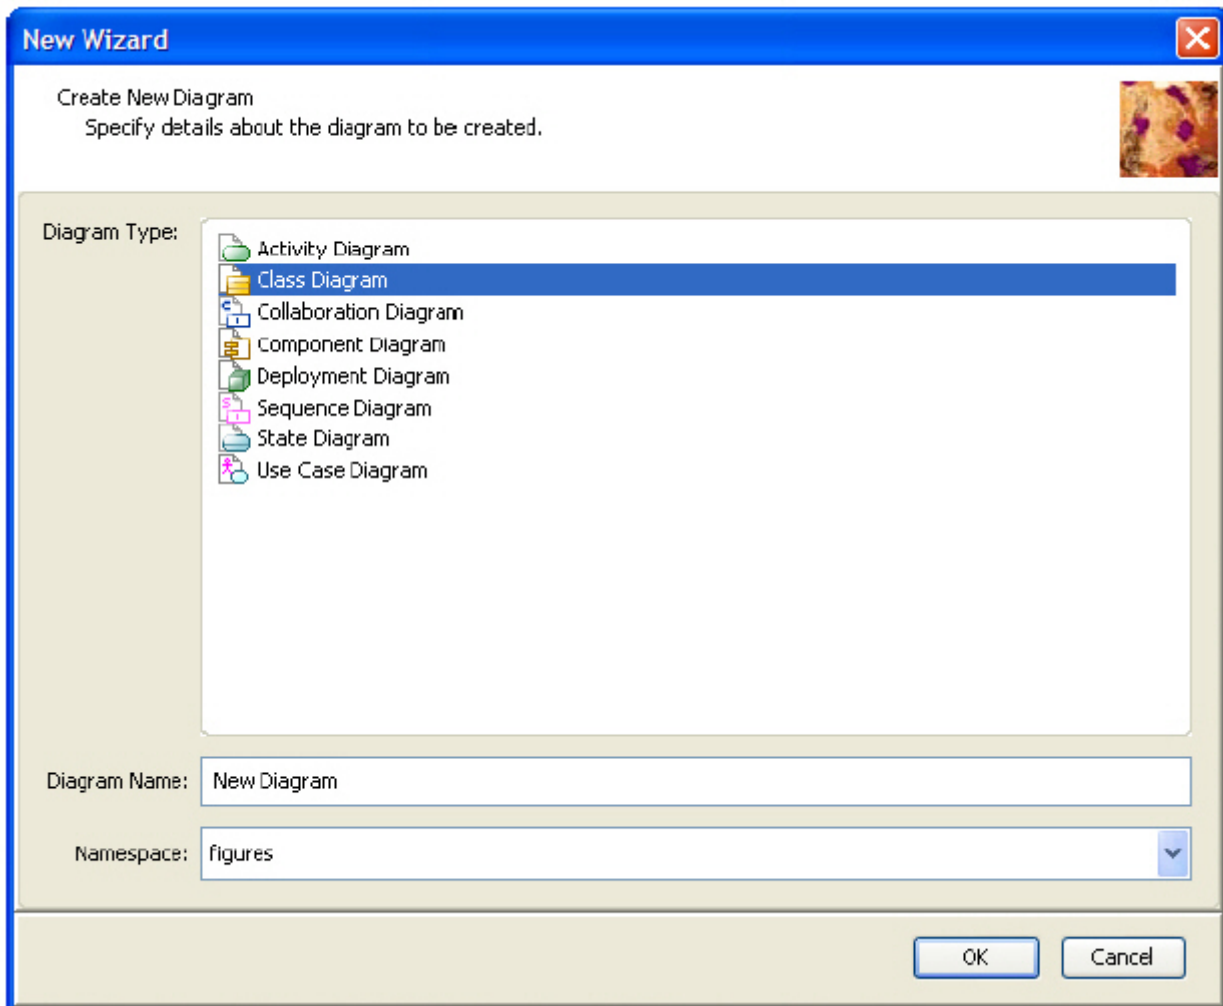 New Wizard
Create New Diagram
Specify details about the diagram to be created.
Diagram Type:
Activity Diagram
Class Diagram
Collaboration Diagram
Component Diagram
Deployment Diagram
Sequence Diagram
State Diagram
Use Case Diagram
Diagram Name: New Diagram
Namespace: figures
OK Cancel